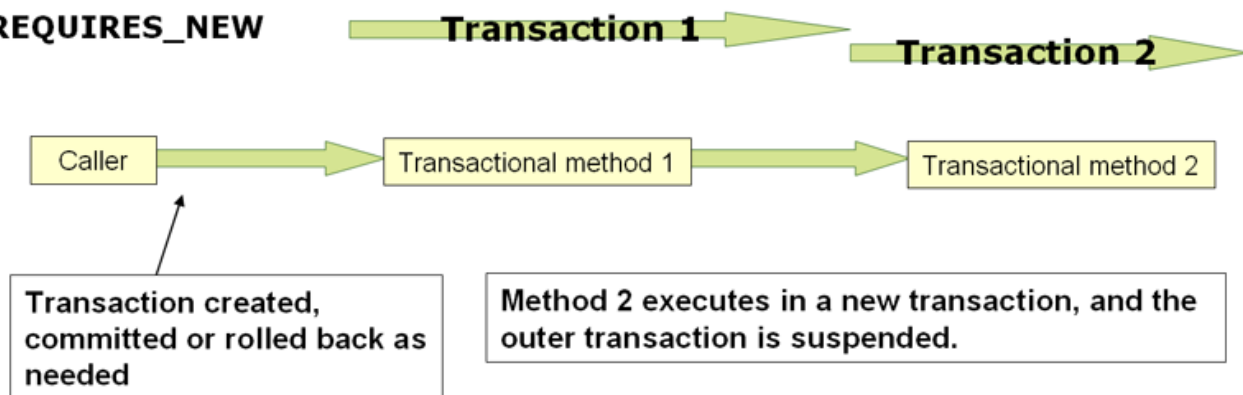 REQUIRES_NEW
Transaction 1
Transaction 2
Caller
Transactional method 1
Transactional method 2
Transaction created,
committed or rolled back as
needed
Method 2 executes in a new transaction, and the
outer transaction is suspended.